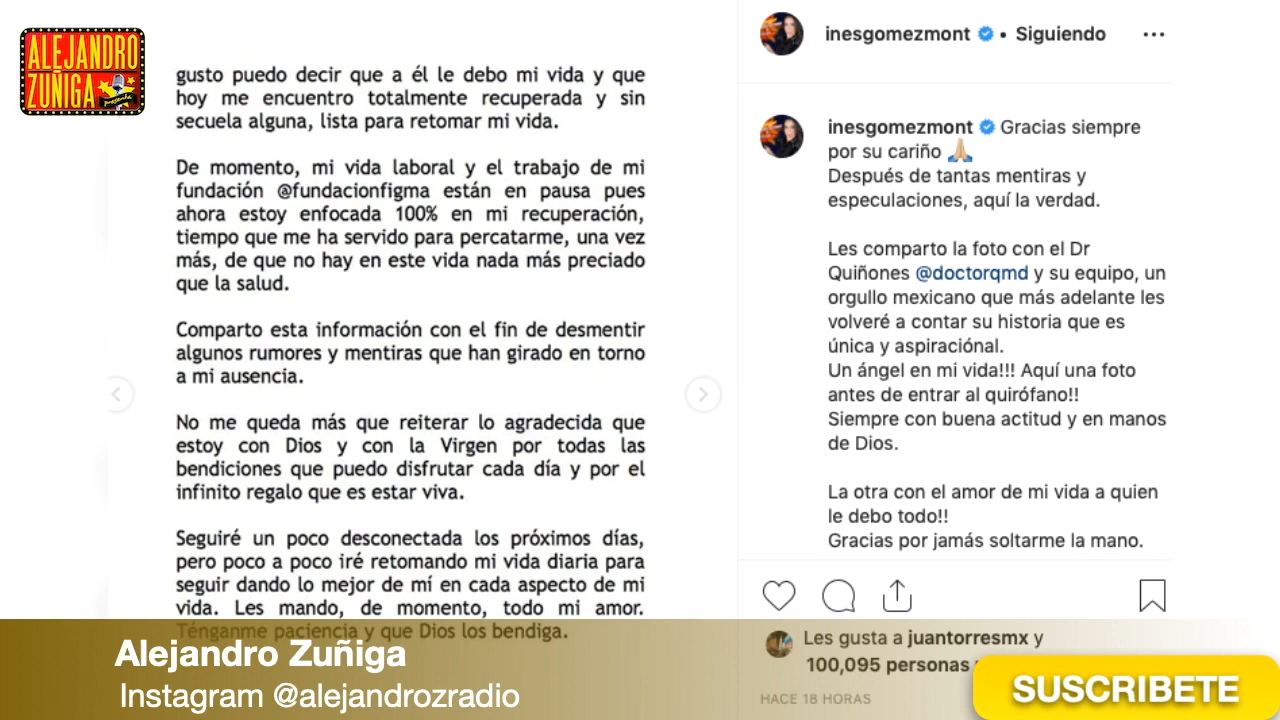 ALEJANDRO
ZUÑIGA
presenta
gusto puedo decir que a él le debo mi vida y que
hoy me encuentro totalmente recuperada y sin
secuela alguna, lista para retomar mi vida.
De momento, mi vida laboral y el trabajo de mi
fundación @fundacionfigma están en pausa pues
ahora estoy enfocada 100% en mi recuperación,
tiempo que me ha servido para percatarme, una vez
más, de que no hay en este vida nada más preciado
que la salud.
Comparto esta información con el fin de desmentir
algunos rumores y mentiras que han girado en torno
a mi ausencia.
No me queda más que reiterar lo agradecida que
estoy con Dios y con la Virgen por todas las
bendiciones que puedo disfrutar cada día y por el
infinito regalo que es estar viva.
Seguiré un poco desconectada los próximos días,
pero poco a poco iré retomando mi vida diaria para
seguir dando lo mejor de mí en cada aspecto de mi
vida. Les mando, de momento, todo mi amor.
Ténganme paciencia y que Dios los bendiga.
inesgomezmont • Siguiendo
inesgomezmont Gracias siempre
por su cariño 🙏🏼
Después de tantas mentiras y
especulaciones, aquí la verdad.
Les comparto la foto con el Dr
Quiñones @doctorqmd y su equipo, un
orgullo mexicano que más adelante les
volveré a contar su historia que es
única y aspiraciónal.
Un ángel en mi vida!!! Aquí una foto
antes de entrar al quirófano!!
Siempre con buena actitud y en manos
de Dios.
La otra con el amor de mi vida a quien
le debo todo!!
Gracias por jamás soltarme la mano.
Les gusta a juantorresmx y
100,095 personas
HACE 18 HORAS
Alejandro Zuñiga
Instagram @alejandrozradio
SUSCRIBETE